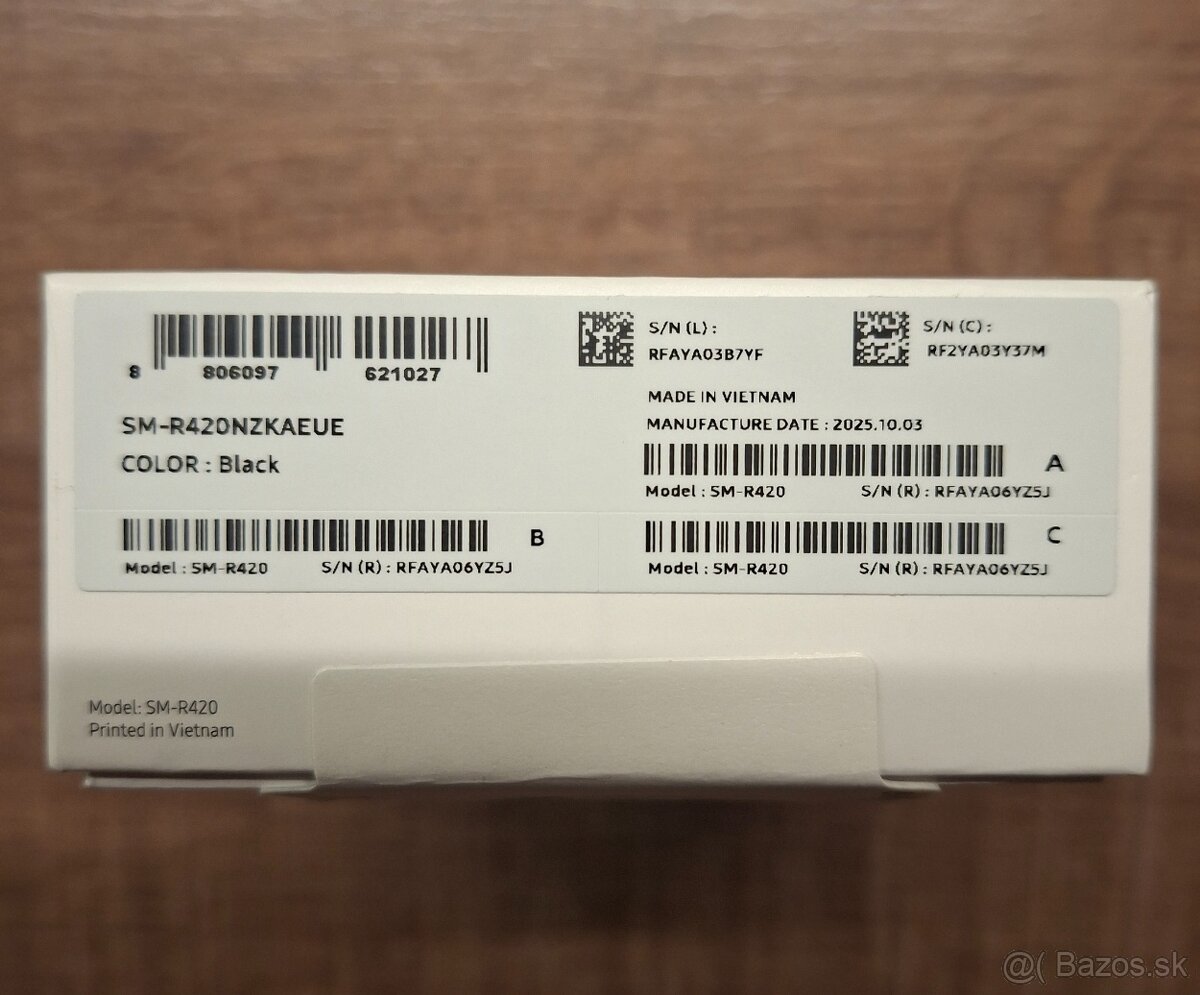 8 806097 621027
SM-R420NZKAEUE
COLOR : Black
S/N (L) :
RFAYA03B7YF
S/N (C) :
RF2YA03Y37M
MADE IN VIETNAM
MANUFACTURE DATE : 2025.10.03
A
Model : SM-R420 S/N (R) : RFAYA06YZ5J
B
Model : SM-R420 S/N (R) : RFAYA06YZ5J
C
Model : SM-R420 S/N (R) : RFAYA06YZ5J
Model: SM-R420
Printed in Vietnam
@( Bazos.sk